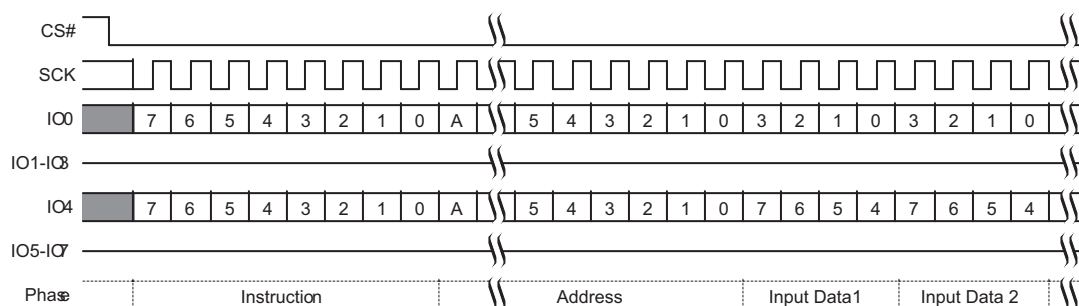 CS#
SCK
IO0 7 6 5 4 3 2 1 0 A 5 4 3 2 1 0 3 2 1 0 3 2 1 0
IO1-IO3
IO4 7 6 5 4 3 2 1 0 A 5 4 3 2 1 0 7 6 5 4 7 6 5 4
IO5-IO7
Phase Instruction Address Input Data1 Input Data 2